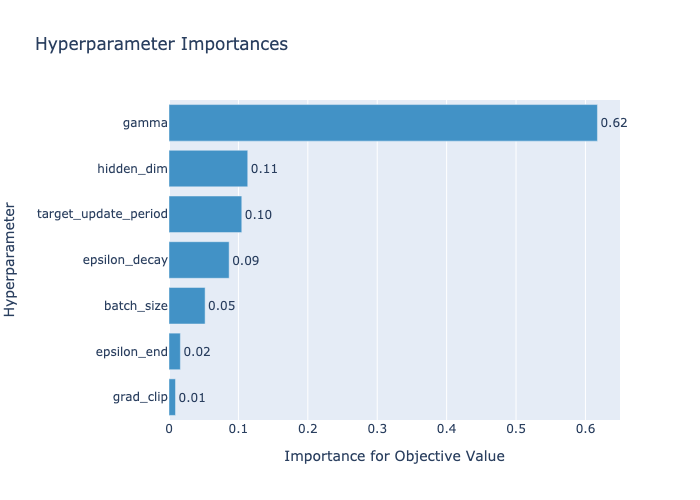 Hyperparameter Importances
Hyperparameter
gamma 0.62
hidden_dim 0.11
target_update_period 0.10
epsilon_decay 0.09
batch_size 0.05
epsilon_end 0.02
grad_clip 0.01
0 0.1 0.2 0.3 0.4 0.5 0.6
Importance for Objective Value